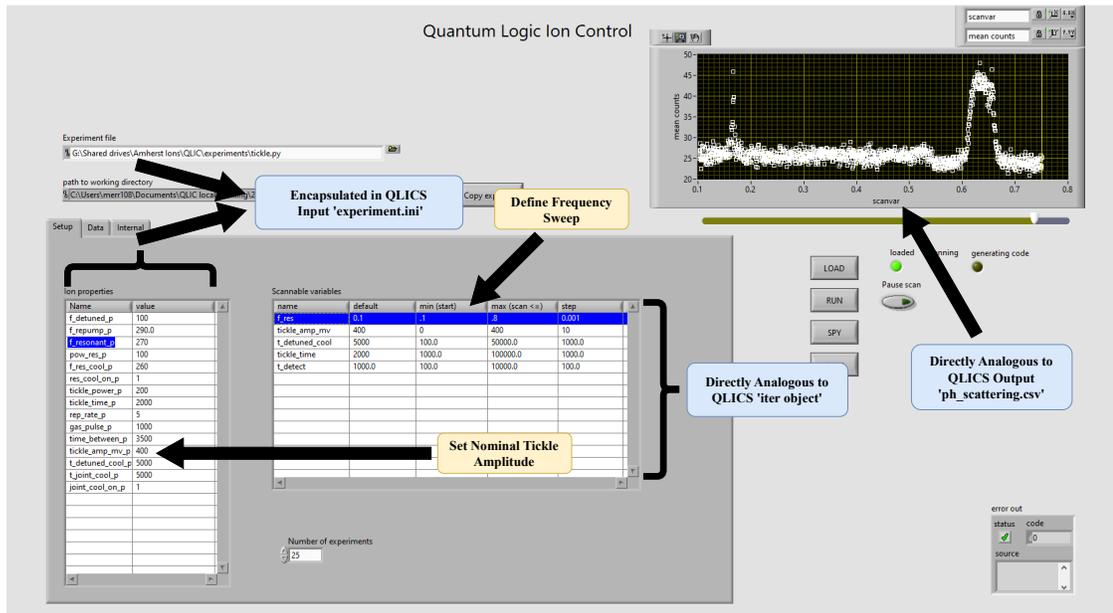 Quantum Logic Ion Control
scanvar
mean counts
50
45
40
35
30
25
20
mean counts
0.1 0.2 0.3 0.4 0.5 0.6 0.7 0.8
scanvar
Experiment file
G:\Shared drives\Amherst Ions\QLIC\experiments\tickle.py
path to working directory
C:\Users\merr108\Documents\QLIC
Copy
Encapsulated in QLICS
Input 'experiment.ini'
Define Frequency
Sweep
Setup Data Internal
loaded generating code
Pause scan
LOAD
RUN
SPY
Ion properties
Name value
f_detuned_p 100
f_repump_p 290.0
f_resonant_p 270
pow_res_p 100
f_res_cool_p 260
res_cool_on_p 1
tickle_power_p 200
tickle_time_p 2000
rep_rate_p 5
gas_pulse_p 1000
time_between_p 3500
tickle_amp_mv_p 400
t_detuned_cool_p 5000
t_joint_cool_p 5000
joint_cool_on_p 1
Scannable variables
name default min (start) max (scan <=) step
f_res 0.1 .1 .8 0.001
tickle_amp_mv 400 0 400 10
t_detuned_cool 5000 100.0 50000.0 1000.0
tickle_time 2000 1000.0 100000.0 1000.0
t_detect 1000.0 100.0 10000.0 100.0
Directly Analogous to
QLICS 'iter object'
Directly Analogous to
QLICS Output
'ph_scattering.csv'
Set Nominal Tickle
Amplitude
Number of experiments
25
error out
status code
0
source